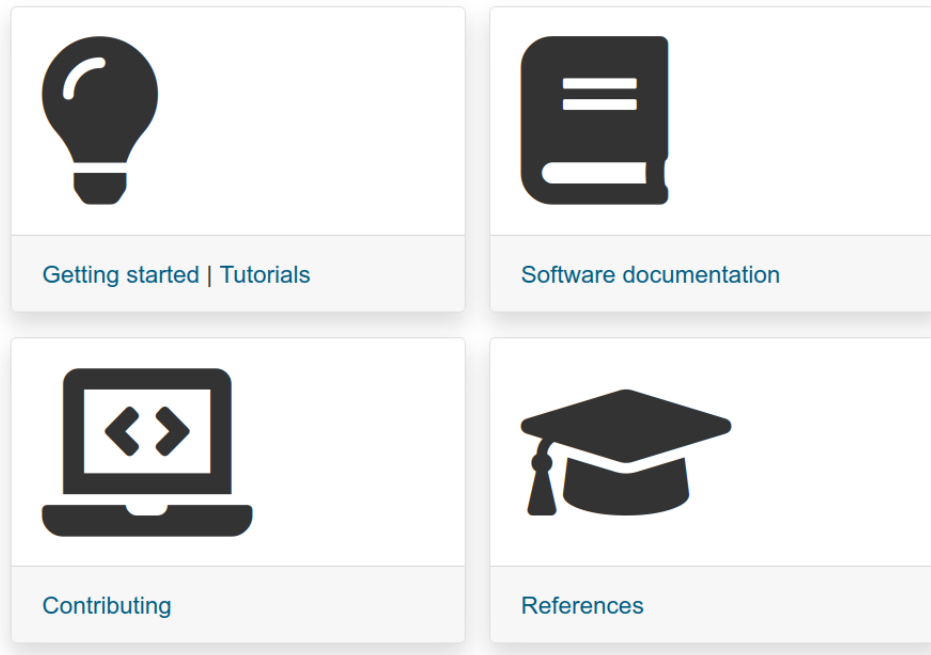 Getting started | Tutorials
Software documentation
Contributing
References